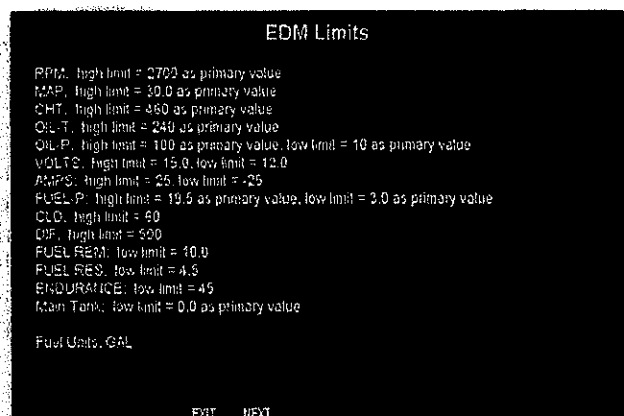 EDM Limits
RPM: high limit = 2700 as primary value
MAP: high limit = 30.0 as primary value
CHT: high limit = 460 as primary value
OIL-T: high limit = 240 as primary value
OIL-P: high limit = 100 as primary value, low limit = 10 as primary value
VOLTS: high limit = 15.0, low limit = 12.0
AMPS: high limit = 25, low limit = -25
FUEL-P: high limit = 19.5 as primary value, low limit = 3.0 as primary value
CLD: high limit = 60
DIF: high limit = 500
FUEL REM: low limit = 10.0
FUEL RES: low limit = 4.5
ENDURANCE: low limit = 45
Main Tank: low limit = 0.0 as primary value
Fuel Units: GAL
EXIT NEXT